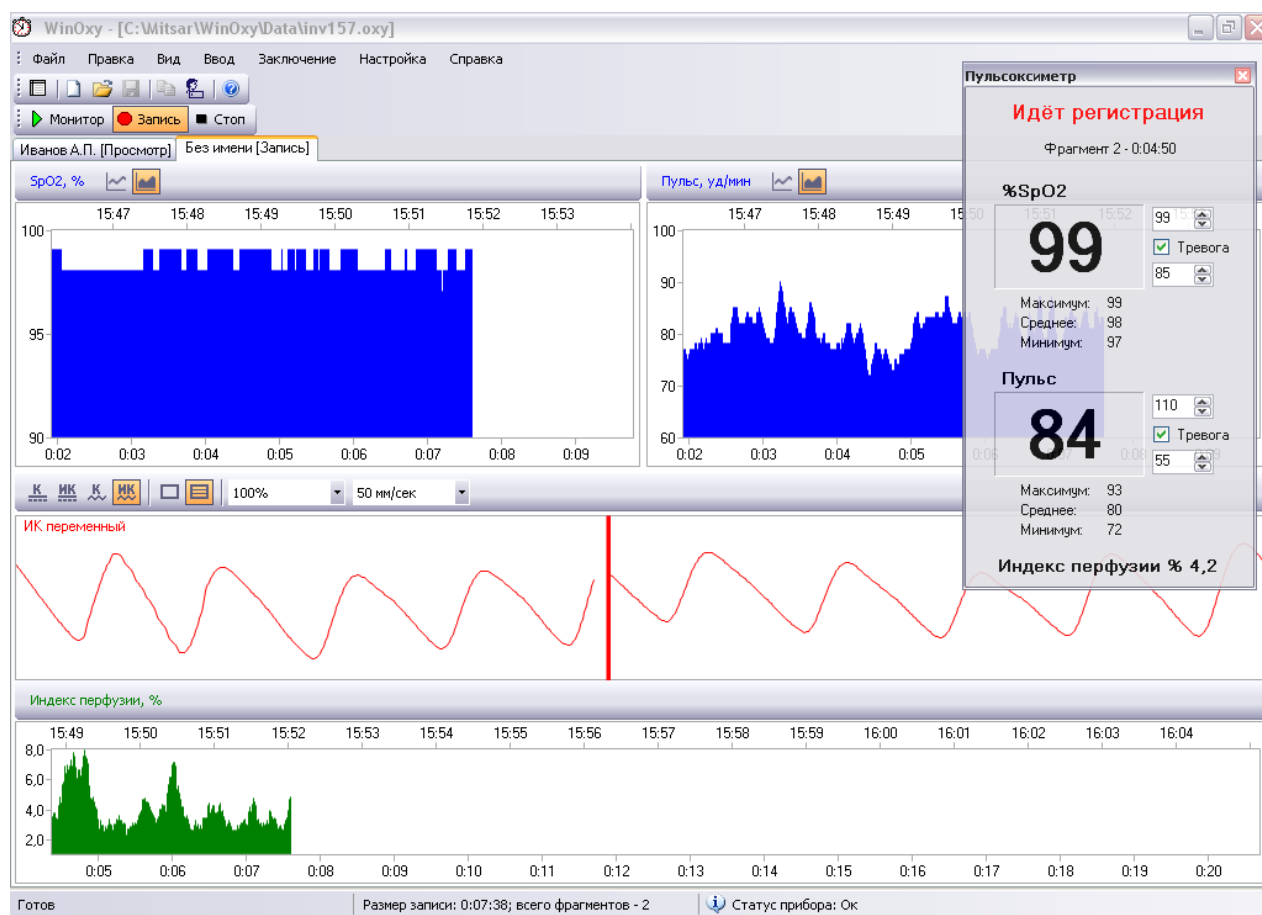 WinOxy - [C:\Mitsar\WinOxy\Data\inv157.oxy]
Файл Правка Вид Ввод Заключение Настройка Справка
Монитор Запись Стоп
Иванов А.П. [Просмотр] Без имени [Запись]
SpO2, %
15:47 15:48 15:49 15:50 15:51 15:52 15:53
100
95
90
0:02 0:03 0:04 0:05 0:06 0:07 0:08 0:09
Пульс, уд/мин
15:47 15:48 15:49 15:50 15:51 15:52
100
90
80
70
60
0:02 0:03 0:04 0:05 0:06 0:07 0:08 0:09
Пульсоксиметр
Идёт регистрация
Фрагмент 2 - 0:04:50
%SpO2
99
99
Тревога
85
Максимум: 99
Среднее: 98
Минимум: 97
Пульс
84
110
Тревога
55
Максимум: 93
Среднее: 80
Минимум: 72
Индекс перфузии % 4,2
К ИК К ИК 100% 50 мм/сек
ИК переменный
Индекс перфузии, %
15:49 15:50 15:51 15:52 15:53 15:54 15:55 15:56 15:57 15:58 15:59 16:00 16:01 16:02 16:03 16:04
8,0
6,0
4,0
2,0
0:05 0:06 0:07 0:08 0:09 0:10 0:11 0:12 0:13 0:14 0:15 0:16 0:17 0:18 0:19 0:20
Готов Размер записи: 0:07:38; всего фрагментов - 2 Статус прибора: Ок